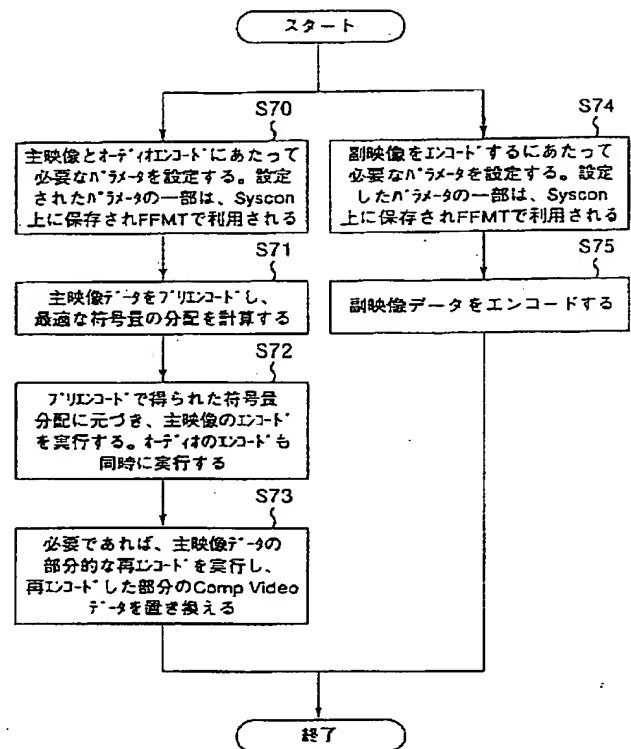 スタート
S70
主映像とオーディオエンコードにあたって
必要なパラメータを設定する。設定
されたパラメータの一部は、Syscon
上に保存されFFMTで利用される
S71
主映像データをプリエンコードし、
最適な符号量の分配を計算する
S72
プリエンコードで得られた符号量
分配に元づき、主映像のエンコード
を実行する。オーディオのエンコードも
同時に実行する
S73
必要であれば、主映像データの
部分的な再エンコードを実行し、
再エンコードした部分のComp Video
データを置き換える
S74
副映像をエンコードするにあたって
必要なパラメータを設定する。設定
したパラメータの一部は、Syscon
上に保存されFFMTで利用される
S75
副映像データをエンコードする
終了